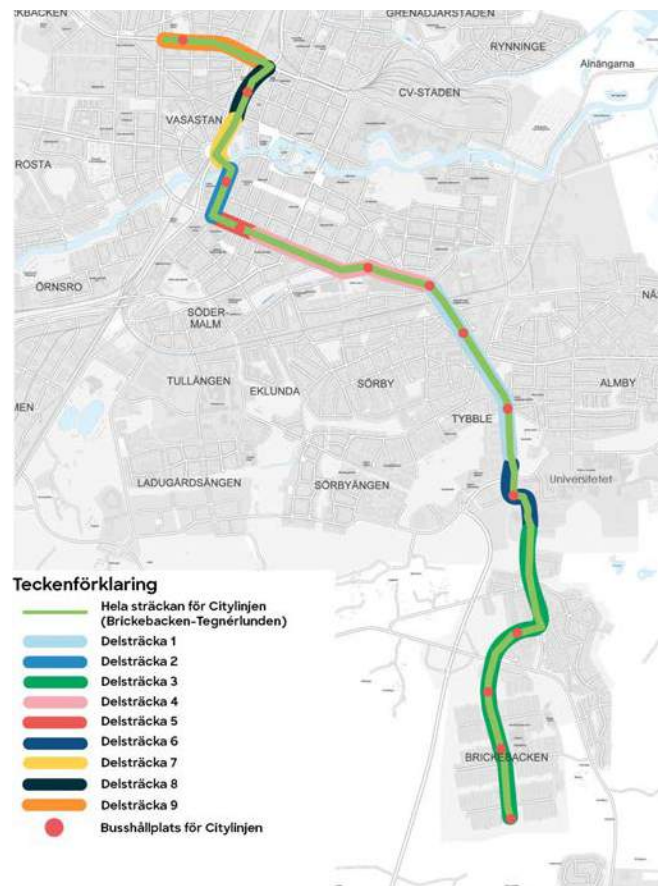 CKBACKEN
GRENADJÄRSTADEN
RYNNINGE
Alnängarna
CV-STADEN
VASASTAN
RÖSTA
ÖRNSRO
SÖDER-
MALM
NÄ
TULLÄNGEN
EKLUNDA
SÖRBY
ALMBY
MEN
TYBBLE
LADUGÅRDSÄNGEN
SÖRBYÄNGEN
Universitetet
BRICKEBACKEN
Teckenförklaring
Hela sträckan för Citylinjen
(Brickebacken-Tegnérlunden)
Delsträcka 1
Delsträcka 2
Delsträcka 3
Delsträcka 4
Delsträcka 5
Delsträcka 6
Delsträcka 7
Delsträcka 8
Delsträcka 9
Busshållplats för Citylinjen